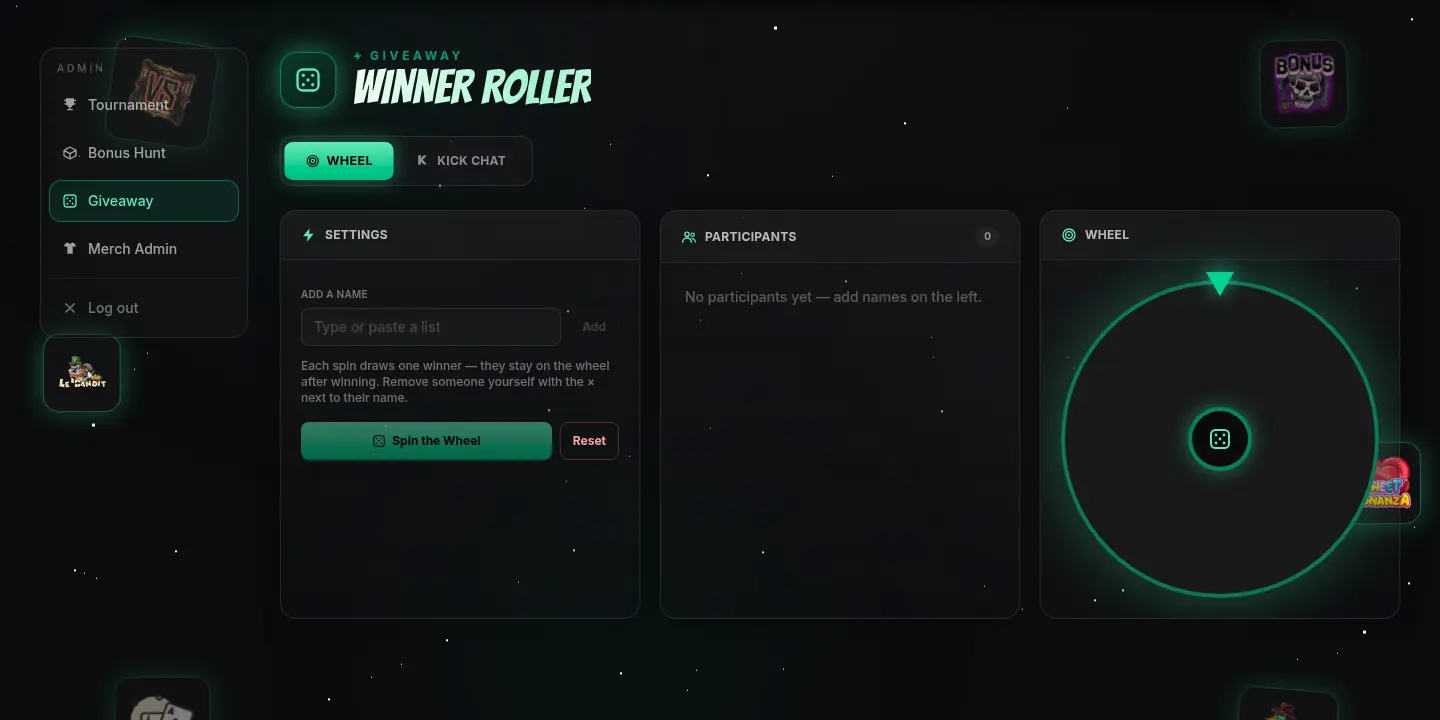 ADMIN
Tournament
Bonus Hunt
Giveaway
Merch Admin
Log out
VS
LE BANDIT
GIVEAWAY
WINNER ROLLER
WHEEL
KICK CHAT
SETTINGS
ADD A NAME
Type or paste a list
Add
Each spin draws one winner — they stay on the wheel
after winning. Remove someone yourself with the ×
next to their name.
Spin the Wheel
Reset
PARTICIPANTS
0
No participants yet — add names on the left.
WHEEL
BONUS
A